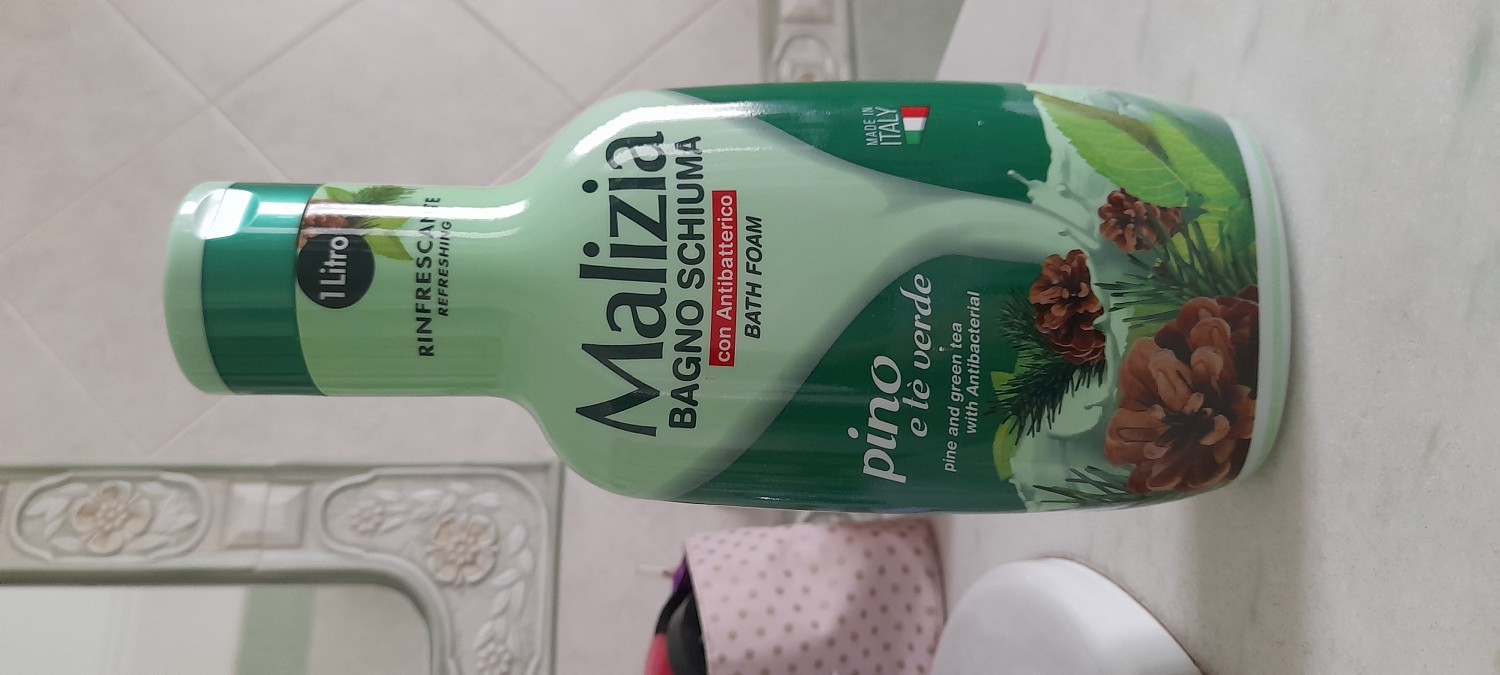 1 Litro
RINFRESCANTE
REFRESHING
Malizia
BAGNO SCHIUMA
con Antibatterico
BATH FOAM
MADE IN
ITALY
pino
e tè verde
pine and green tea
with Antibacterial